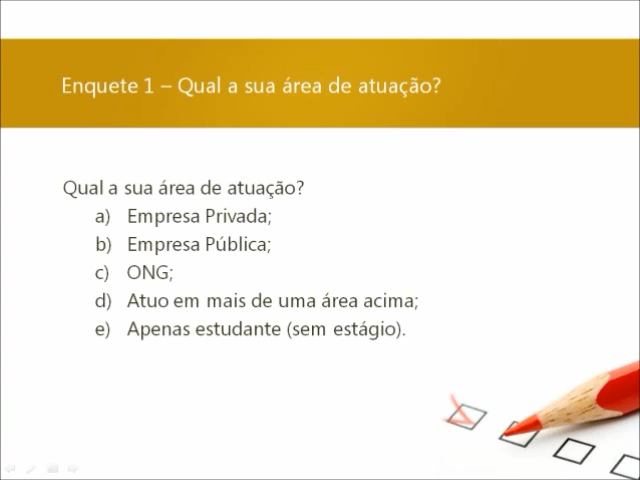 Enquete 1 – Qual a sua área de atuação?
Qual a sua área de atuação?
a) Empresa Privada;
b) Empresa Pública;
c) ONG;
d) Atuo em mais de uma área acima;
e) Apenas estudante (sem estágio).